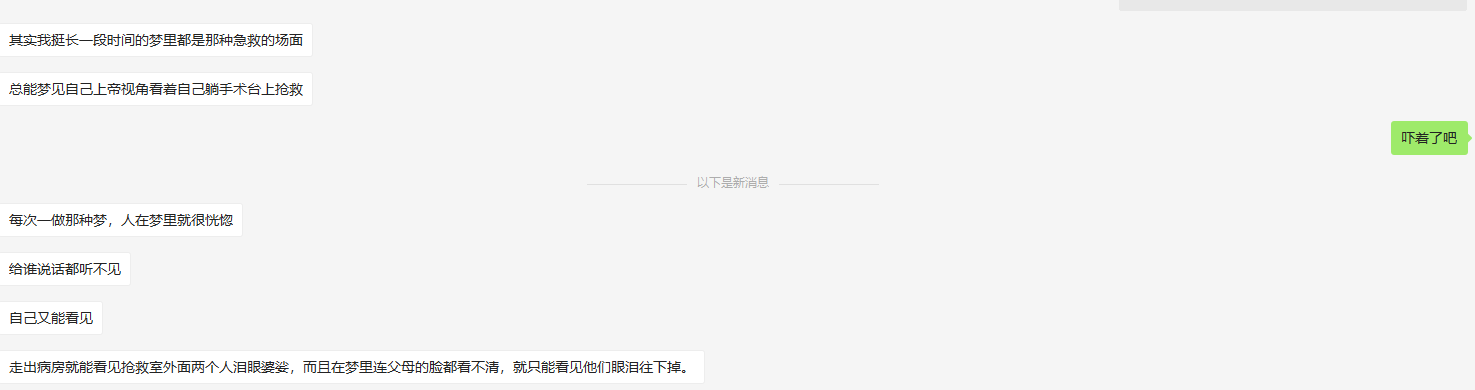 其实我挺长一段时间的梦里都是那种急救的场面
总能梦见自己上帝视角看着自己躺手术台上抢救
吓着了吧
以下是新消息
每次一做那种梦，人在梦里就很恍惚
给谁说话都听不见
自己又能看见
走出病房就能看见抢救室外面两个人泪眼婆娑，而且在梦里连父母的脸都看不清，就只能看见他们眼泪往下掉。